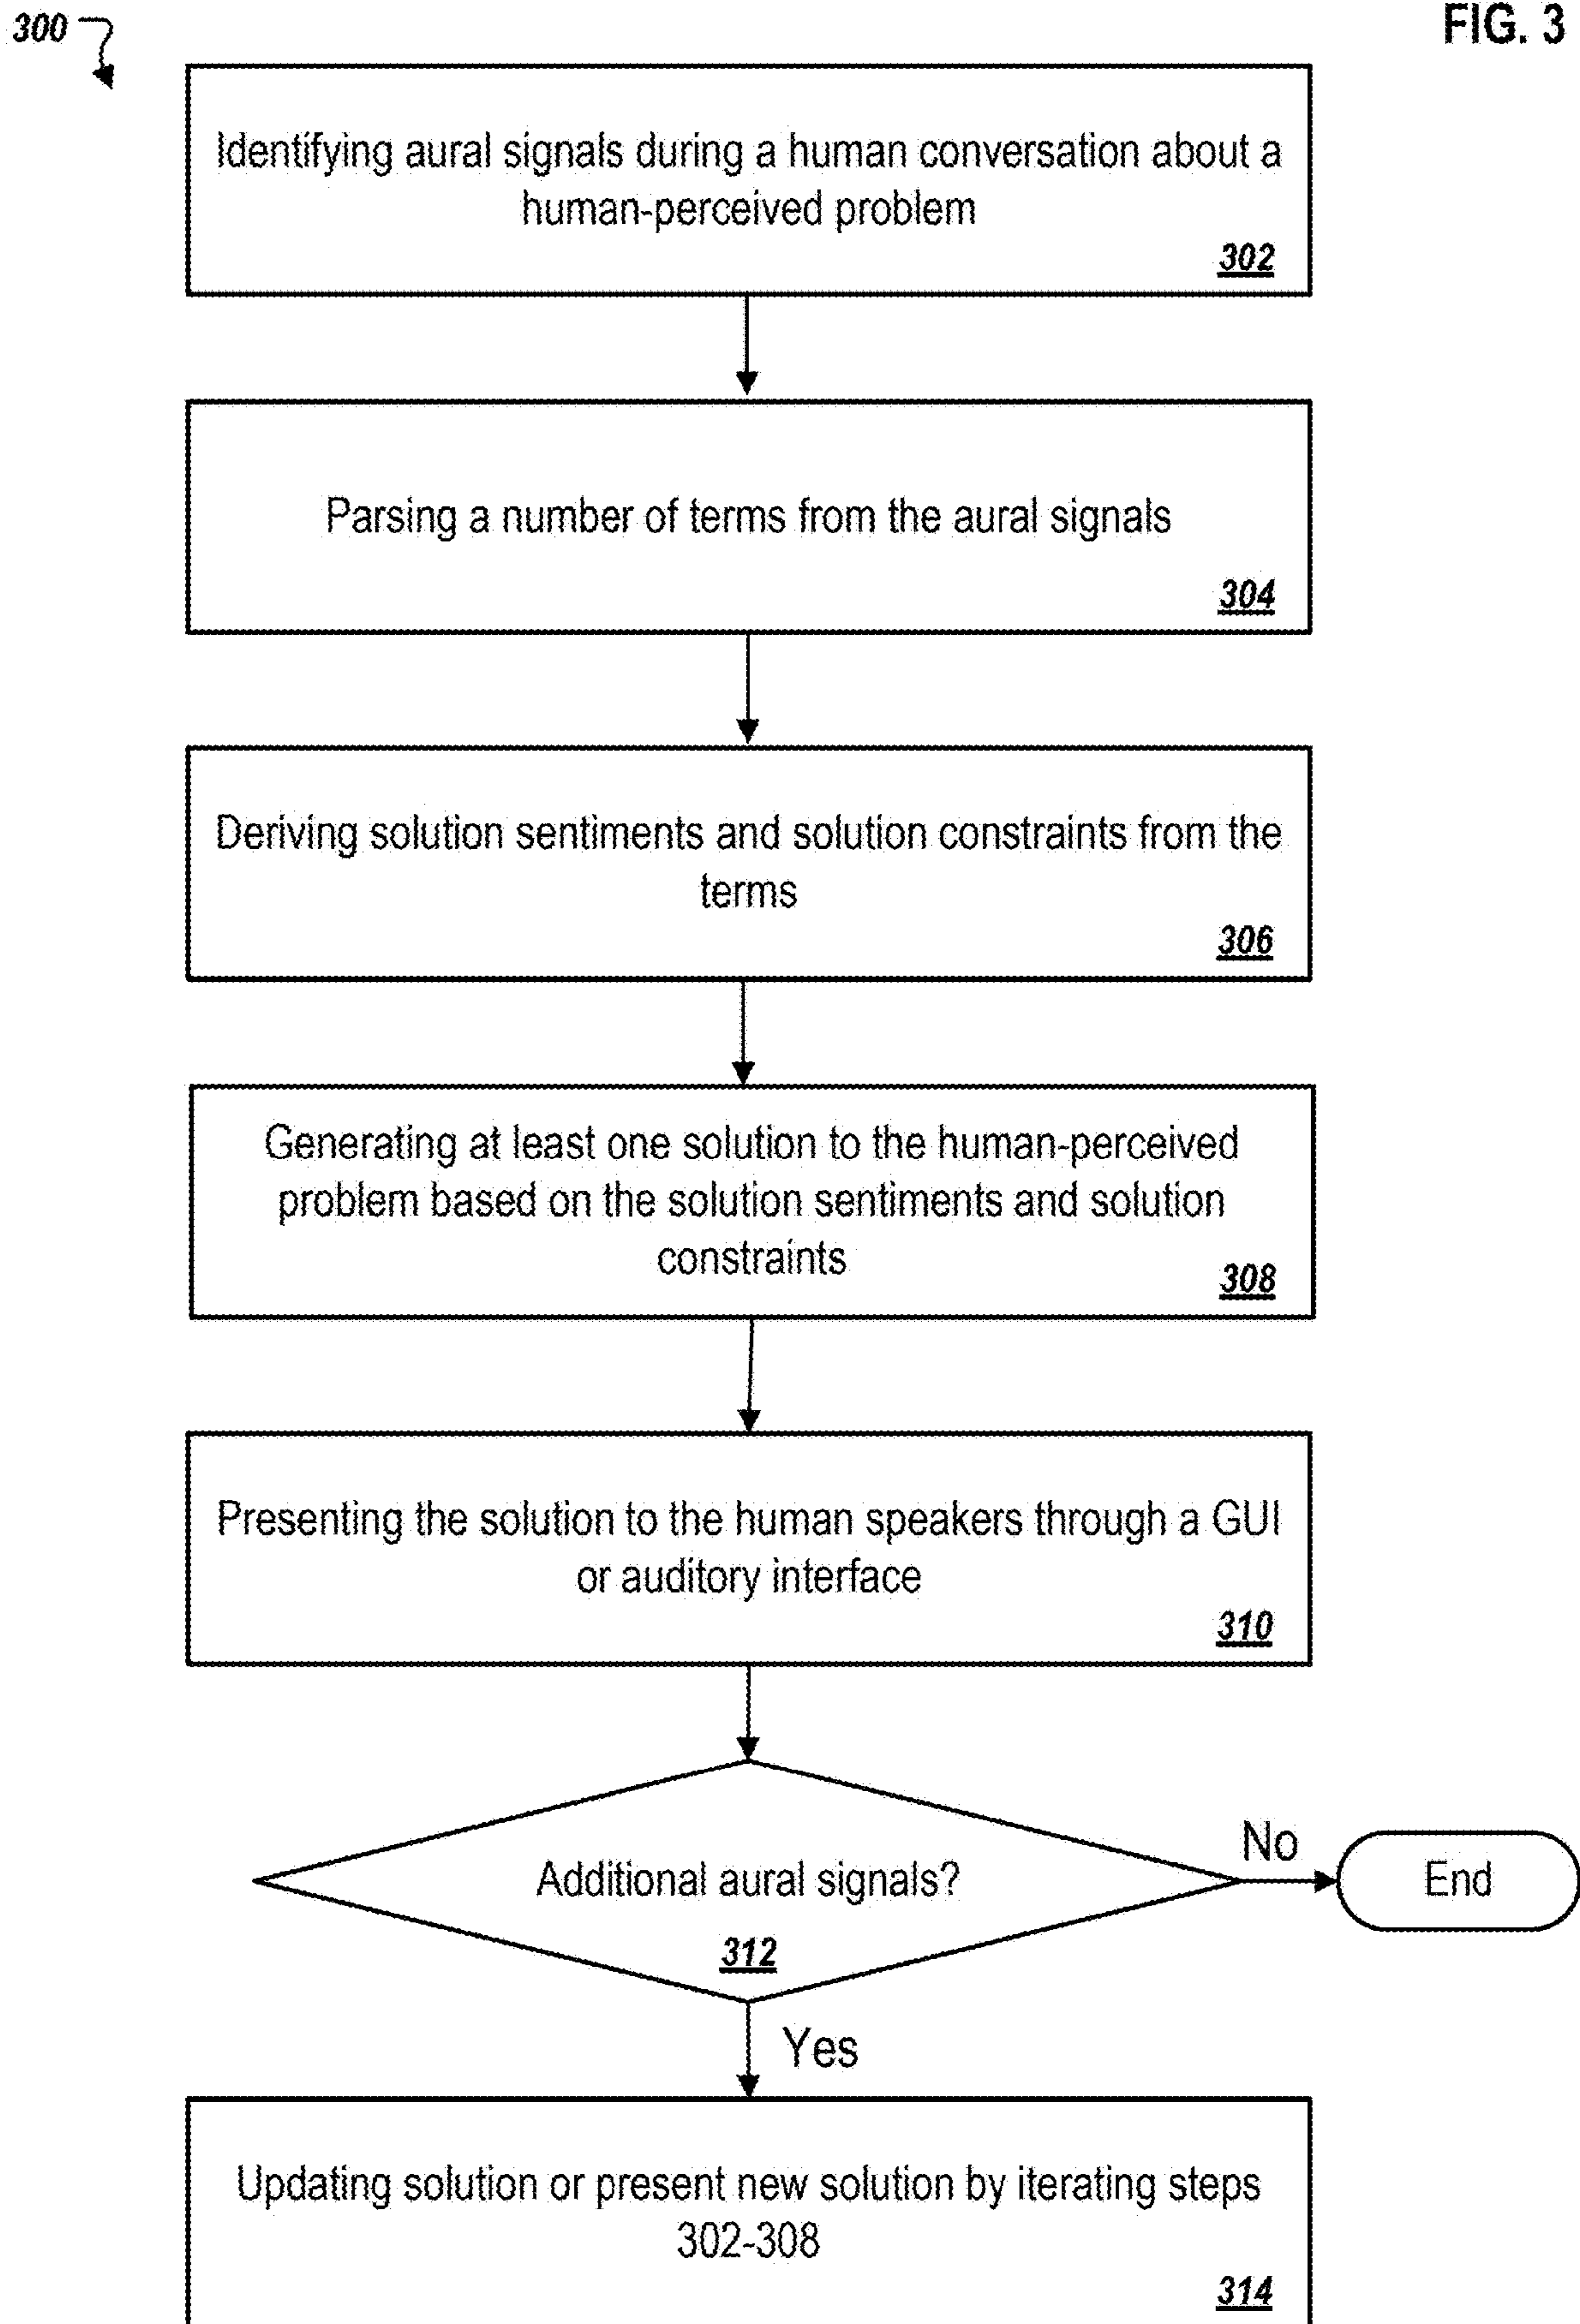 300
FIG. 3
Identifying aural signals during a human conversation about a
human-perceived problem
302
Parsing a number of terms from the aural signals
304
Deriving solution sentiments and solution constraints from the
terms
306
Generating at least one solution to the human-perceived
problem based on the solution sentiments and solution
constraints
308
Presenting the solution to the human speakers through a GUI
or auditory interface
310
Additional aural signals?
312
No
End
Yes
Updating solution or present new solution by iterating steps
302-308
314